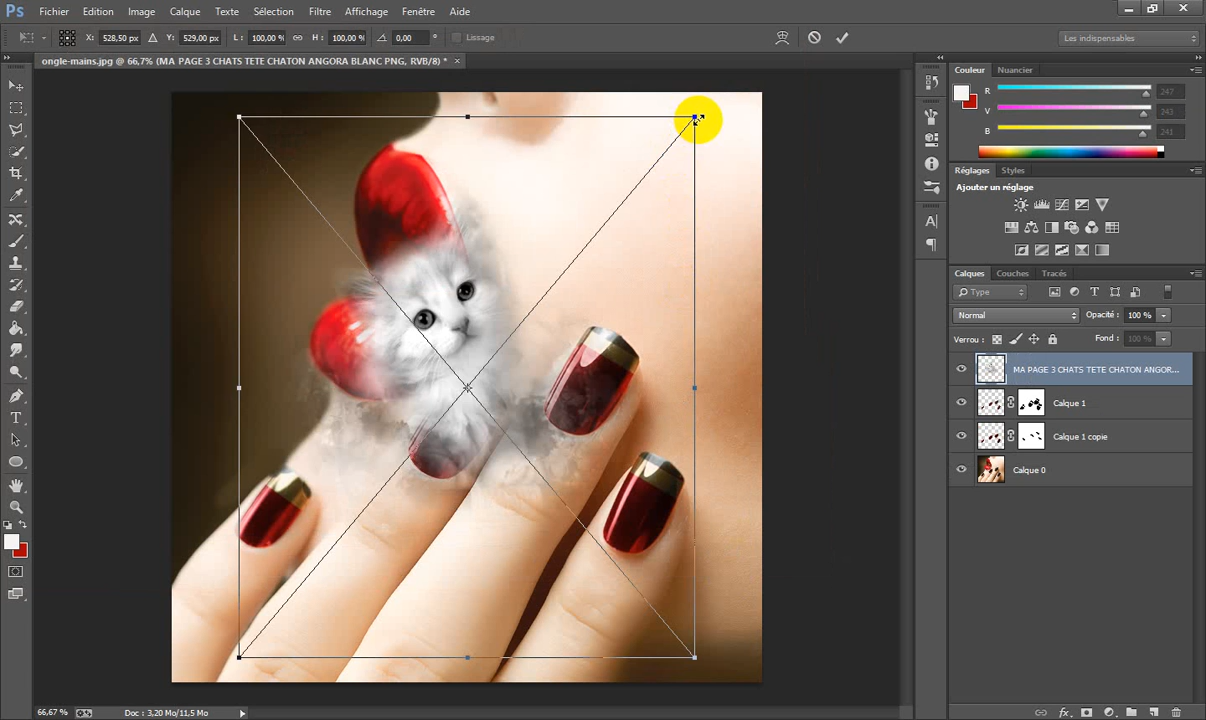 Ps Fichier Edition Image Calque Texte Sélection Filtre Affichage Fenêtre Aide
X: 528,50 px Y: 529,00 px L: 100,00 % H: 100,00 % 0,00 ° Lissage Les indispensables
ongle-mains.jpg @ 66,7% (MA PAGE 3 CHATS TETE CHATON ANGORA BLANC PNG, RVB/8) * ×
Couleur Nuancier
R 247
V 243
B 241
Réglages Styles
Ajouter un réglage
Calques Couches Tracés
Type
Normal Opacité : 100 %
Verrou : Fond : 100 %
MA PAGE 3 CHATS TETE CHATON ANGOR...
Calque 1
Calque 1 copie
Calque 0
66,67 % Doc : 3,20 Mo/11,5 Mo